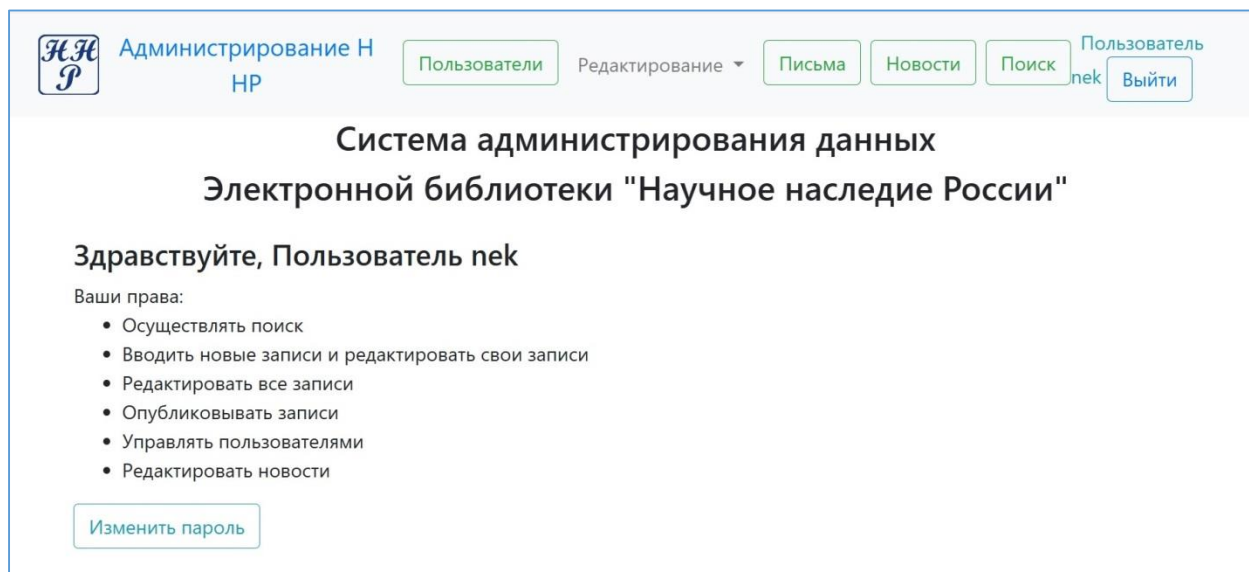 НН
Р
Администрирование Н
НР
Пользователи
Редактирование
Письма
Новости
Поиск
Пользователь
nek
Выйти
Система администрирования данных
Электронной библиотеки "Научное наследие России"
Здравствуйте, Пользователь nek
Ваши права:
• Осуществлять поиск
• Вводить новые записи и редактировать свои записи
• Редактировать все записи
• Опубликовывать записи
• Управлять пользователями
• Редактировать новости
Изменить пароль